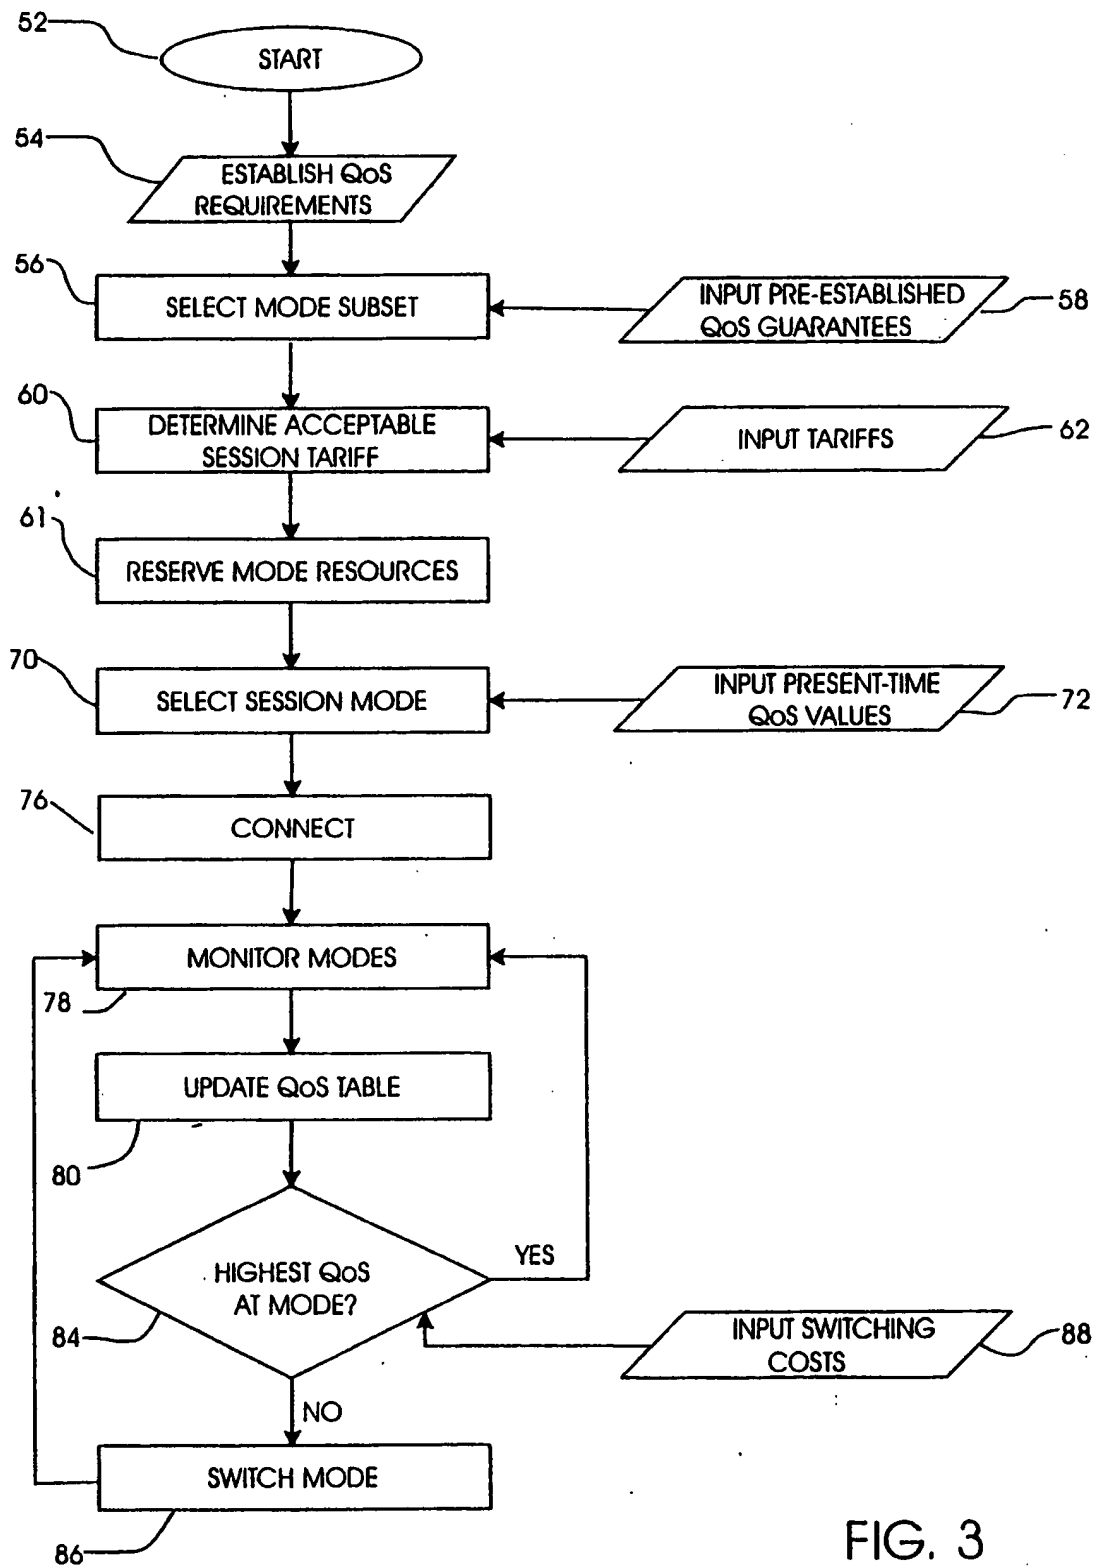 52
START
54
ESTABLISH QoS
REQUIREMENTS
56
SELECT MODE SUBSET
INPUT PRE-ESTABLISHED
QoS GUARANTEES
58
60
DETERMINE ACCEPTABLE
SESSION TARIFF
INPUT TARIFFS
62
61
RESERVE MODE RESOURCES
70
SELECT SESSION MODE
INPUT PRESENT-TIME
QoS VALUES
72
76
CONNECT
MONITOR MODES
78
UPDATE QoS TABLE
80
HIGHEST QoS
AT MODE?
YES
84
INPUT SWITCHING
COSTS
88
NO
SWITCH MODE
86
FIG. 3